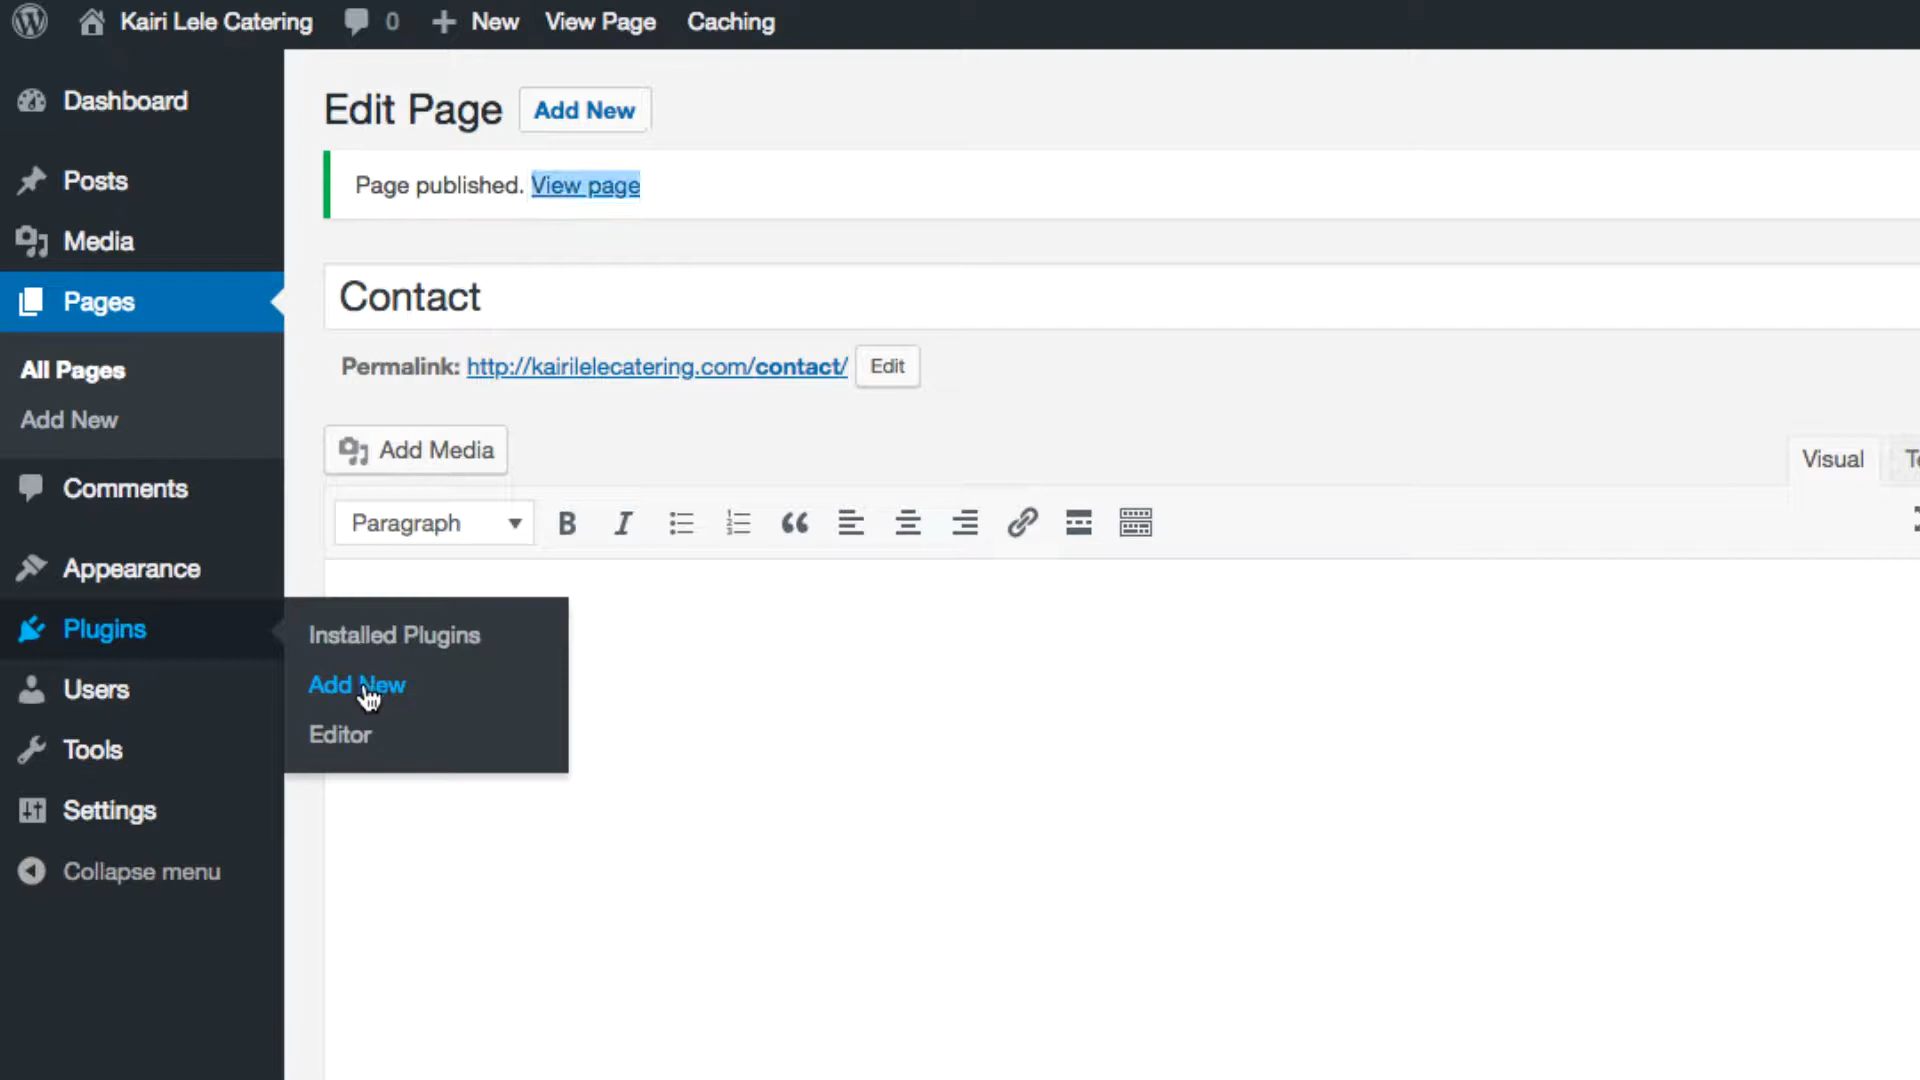 Kairi Lele Catering 0 New View Page Caching
Dashboard
Posts
Media
Pages
All Pages
Add New
Comments
Appearance
Plugins
Users
Tools
Settings
Collapse menu
Installed Plugins
Add New
Editor
Edit Page Add New
Page published. View page
Contact
Permalink: http://kairilelecatering.com/contact/ Edit
Add Media
Visual
Paragraph